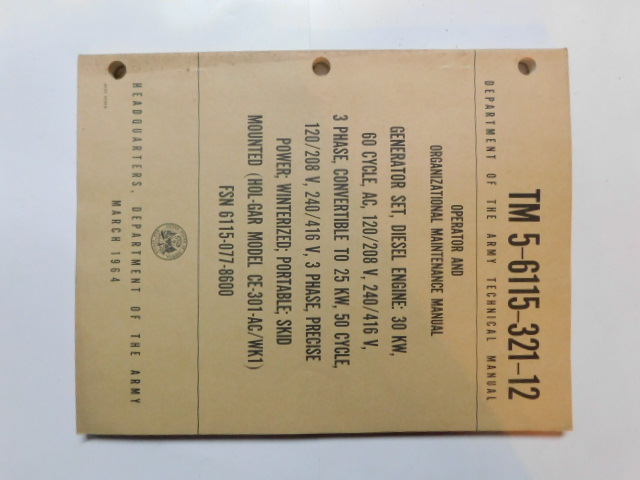 TM 5-6115-321-12
DEPARTMENT OF THE ARMY TECHNICAL MANUAL
OPERATOR AND
ORGANIZATIONAL MAINTENANCE MANUAL
GENERATOR SET, DIESEL ENGINE: 30 KW,
60 CYCLE, AC, 120/208 V, 240/416 V,
3 PHASE, CONVERTIBLE TO 25 KW, 50 CYCLE,
120/208 V, 240/416 V, 3 PHASE, PRECISE
POWER; WINTERIZED; PORTABLE; SKID
MOUNTED (HOL-GAR MODEL CE-301-AC/WK1)
FSN 6115-077-8600
HEADQUARTERS, DEPARTMENT OF THE ARMY
MARCH 1964